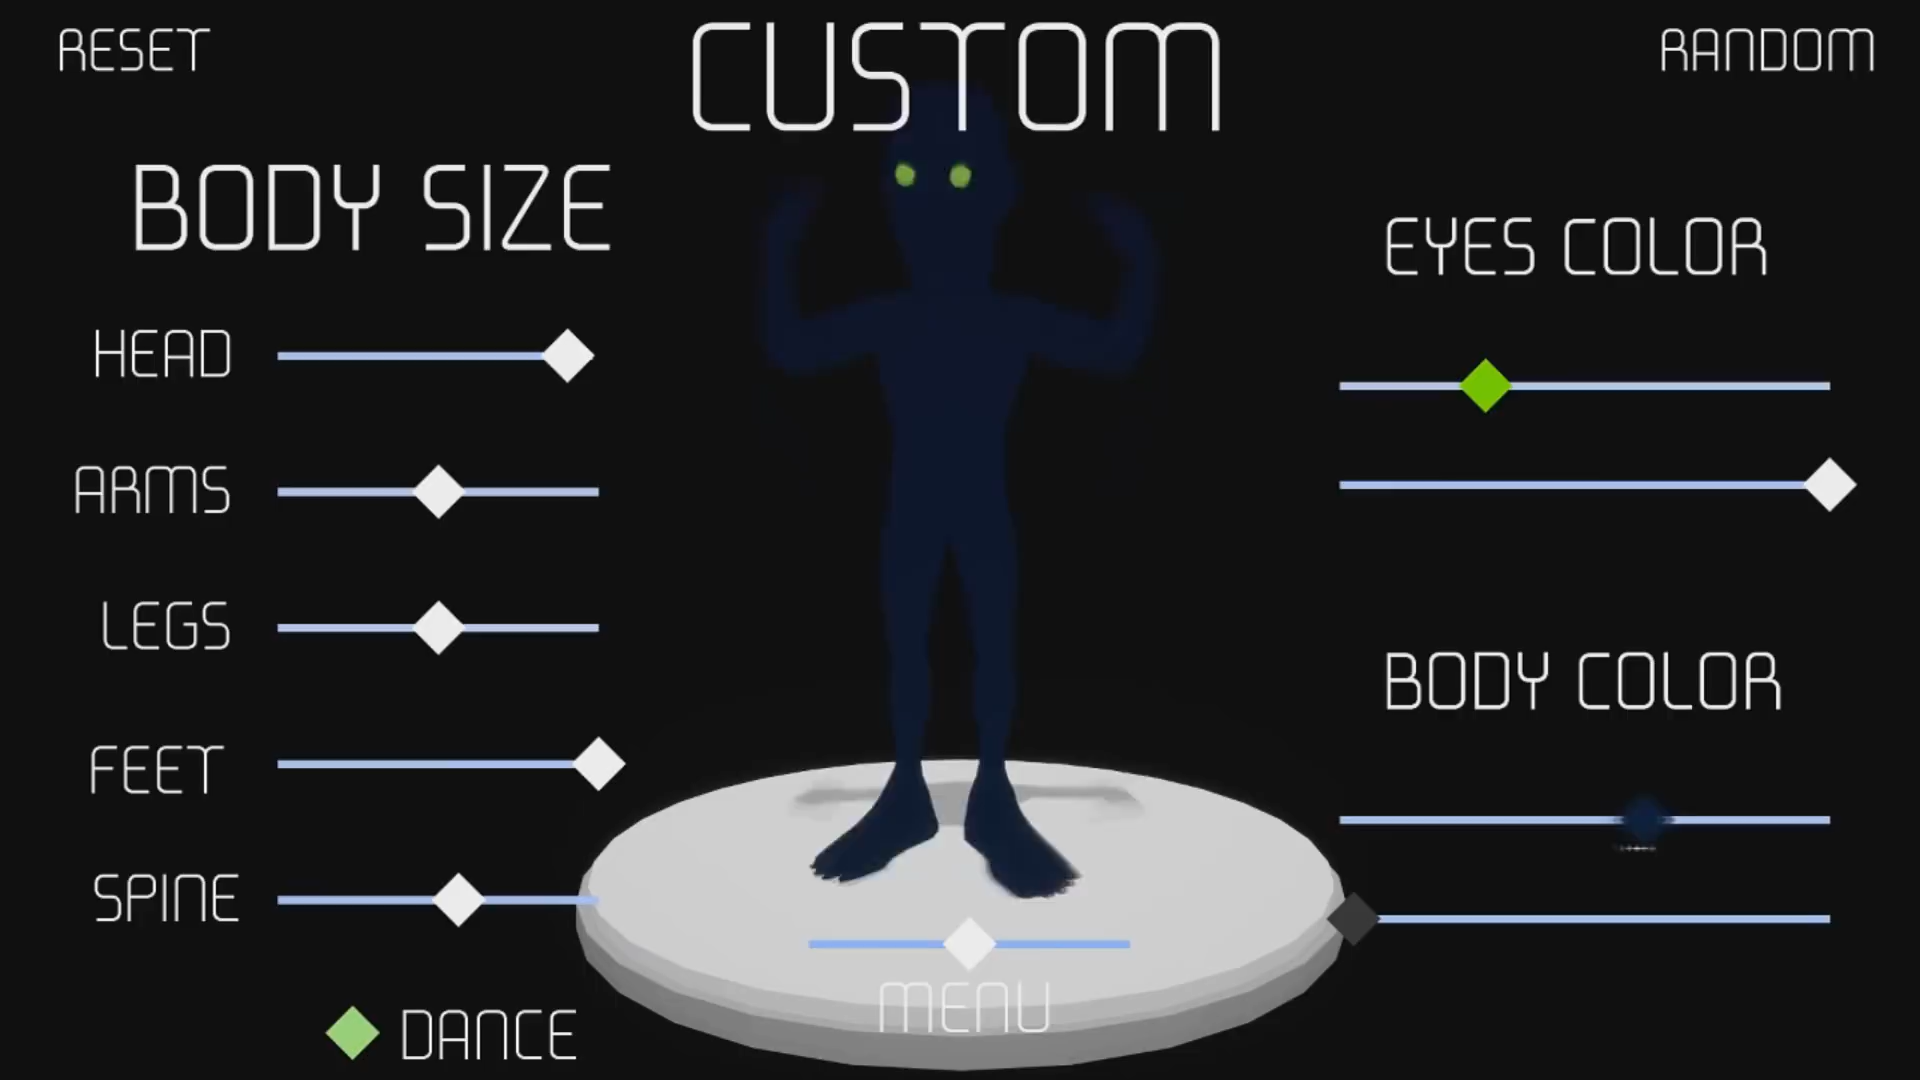 RESET
CUSTOM
RANDOM
BODY SIZE
HEAD
ARMS
LEGS
FEET
SPINE
DANCE
MENU
EYES COLOR
BODY COLOR